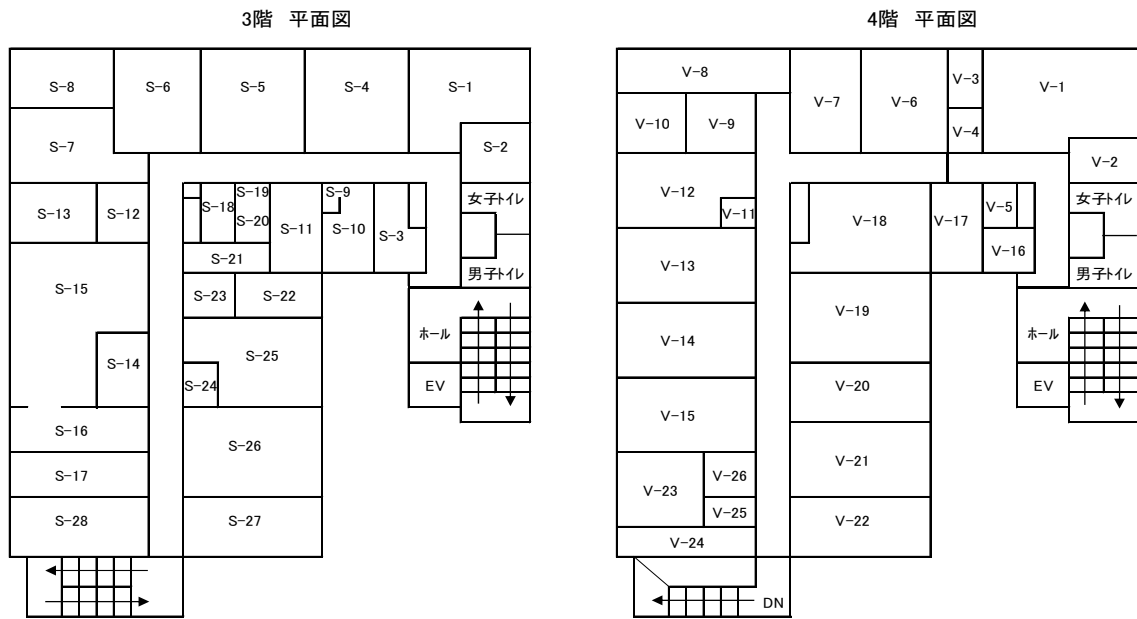 3階 平面図
S-8
S-6
S-5
S-4
S-1
S-7
S-2
S-13
S-12
S-18
S-19
S-20
S-11
S-9
S-10
S-3
女子トイレ
S-21
男子トイレ
S-15
S-23
S-22
S-14
S-25
S-24
ホール
EV
S-16
S-26
S-17
S-28
S-27
4階 平面図
V-8
V-7
V-6
V-3
V-1
V-10
V-9
V-4
V-2
V-12
V-11
V-18
V-17
V-5
女子トイレ
V-16
男子トイレ
V-13
V-19
V-14
ホール
V-20
EV
V-15
V-21
V-23
V-26
V-25
V-22
V-24
DN